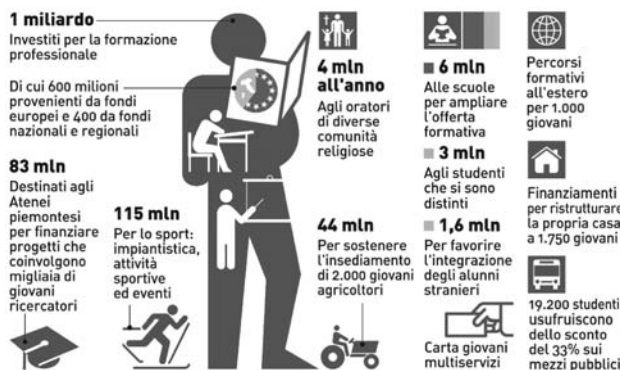 1 miliardo
Investiti per la formazione
professionale
Di cui 600 milioni
provenienti da fondi
europei e 400 da fondi
nazionali e regionali
83 mln
Destinati agli
Atenei
piemontesi
per finanziare
progetti che
coinvolgono
migliaia di
giovani
ricercatori
115 mln
Per lo sport:
impiantistica,
attività
sportive
ed eventi
4 mln
all'anno
Agli oratori
di diverse
comunità
religiose
44 mln
Per sostenere
l'insediamento
di 2.000 giovani
agricoltori
6 mln
Alle scuole
per ampliare
l'offerta
formativa
3 mln
Agli studenti
che si sono
distinti
1,6 mln
Per favorire
l'integrazione
degli alunni
stranieri
Carta giovani
multiservizi
Percorsi
formativi
all'estero
per 1.000
giovani
Finanziamenti
per ristrutturare
la propria casa
a 1.750 giovani
19.200 studenti
usufruiscono
dello sconto
del 33% sui
mezzi pubblici